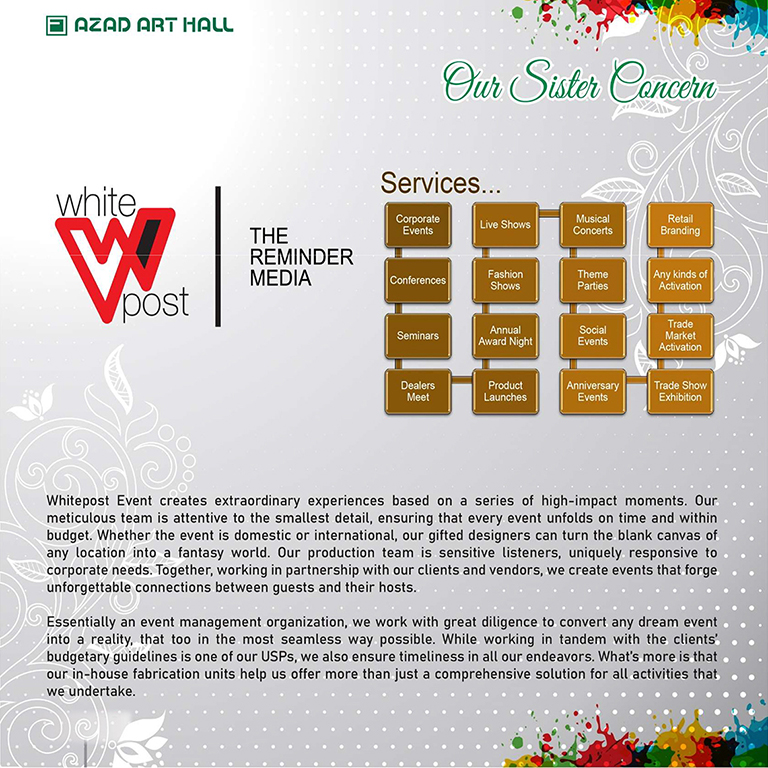 AZAD ART HALL
Our Sister Concern
white
post
THE
REMINDER
MEDIA
Services...
Corporate
Events
Conferences
Seminars
Dealers
Meet
Live Shows
Fashion
Shows
Annual
Award Night
Product
Launches
Musical
Concerts
Theme
Parties
Social
Events
Anniversary
Events
Retail
Branding
Any kinds of
Activation
Trade
Market
Activation
Trade Show
Exhibition
Whitepost Event creates extraordinary experiences based on a series of high-impact moments. Our
meticulous team is attentive to the smallest detail, ensuring that every event unfolds on time and within
budget. Whether the event is domestic or international, our gifted designers can turn the blank canvas of
any location into a fantasy world. Our production team is sensitive listeners, uniquely responsive to
corporate needs. Together, working in partnership with our clients and vendors, we create events that forge
unforgettable connections between guests and their hosts.
Essentially an event management organization, we work with great diligence to convert any dream event
into a reality, that too in the most seamless way possible. While working in tandem with the clients'
budgetary guidelines is one of our USPs, we also ensure timeliness in all our endeavors. What's more is that
our in-house fabrication units help us offer more than just a comprehensive solution for all activities that
we undertake.